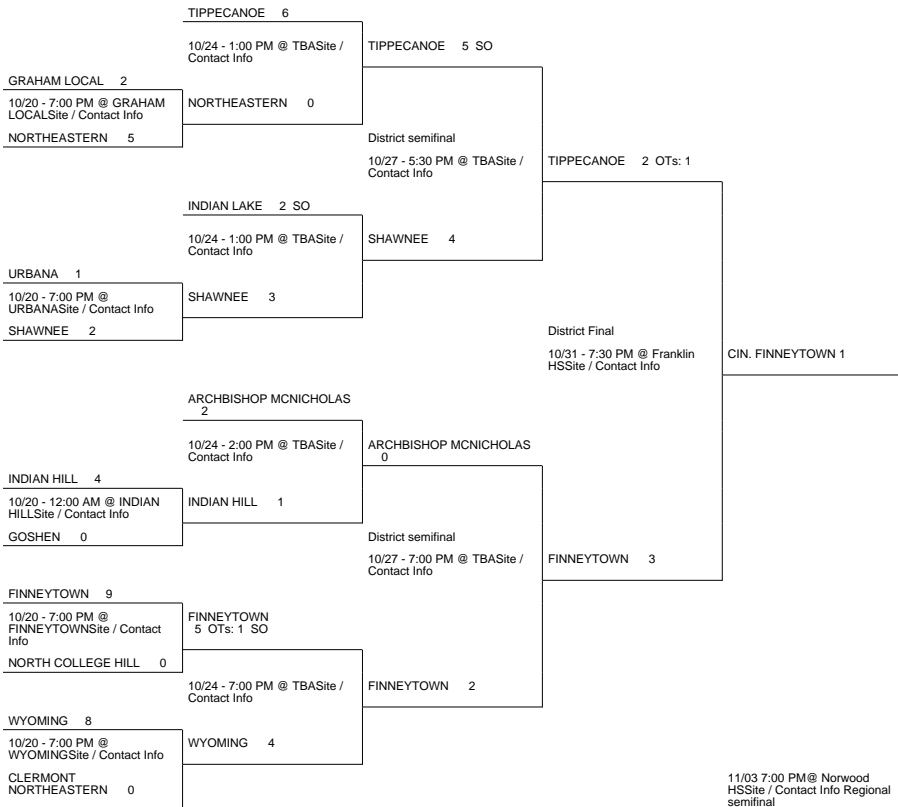 TIPPECANOE 6
10/24 - 1:00 PM @ TBASite /
Contact Info
TIPPECANOE 5 SO
GRAHAM LOCAL 2
10/20 - 7:00 PM @ GRAHAM
LOCALSite / Contact Info
NORTHEASTERN 0
NORTHEASTERN 5
District semifinal
10/27 - 5:30 PM @ TBASite /
Contact Info
TIPPECANOE 2 OTs: 1
INDIAN LAKE 2 SO
10/24 - 1:00 PM @ TBASite /
Contact Info
SHAWNEE 4
URBANA 1
10/20 - 7:00 PM @
URBANASite / Contact Info
SHAWNEE 3
SHAWNEE 2
District Final
10/31 - 7:30 PM @ Franklin
HSSite / Contact Info
CIN. FINNEYTOWN 1
ARCHBISHOP MCNICHOLAS
2
10/24 - 2:00 PM @ TBASite /
Contact Info
ARCHBISHOP MCNICHOLAS
0
INDIAN HILL 4
10/20 - 12:00 AM @ INDIAN
HILLSite / Contact Info
INDIAN HILL 1
GOSHEN 0
District semifinal
10/27 - 7:00 PM @ TBASite /
Contact Info
FINNEYTOWN 3
FINNEYTOWN 9
10/20 - 7:00 PM @
FINNEYTOWNSite / Contact
Info
FINNEYTOWN
5 OTs: 1 SO
NORTH COLLEGE HILL 0
10/24 - 7:00 PM @ TBASite /
Contact Info
FINNEYTOWN 2
WYOMING 8
10/20 - 7:00 PM @
WYOMINGSite / Contact Info
WYOMING 4
CLERMONT
NORTHEASTERN 0
11/03 7:00 PM@ Norwood
HSSite / Contact Info Regional
semifinal